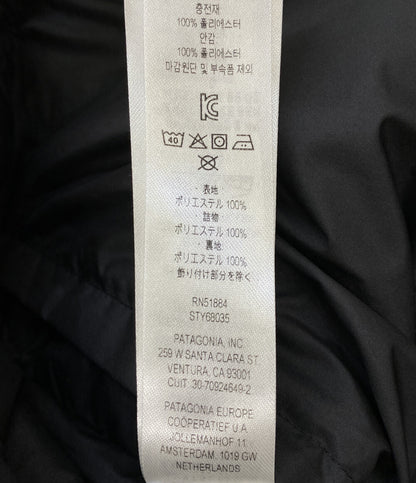 충전재
100% 폴리에스터
안감
100% 폴리에스터
마감원단 및 부속품 제외
40
・表地
ポリエステル 100%
・詰物
ポリエステル 100%
・裏地
ポリエステル 100%
飾り付け部分を除く
RN51884
STY68035
PATAGONIA, INC.
259 W SANTA CLARA ST.
VENTURA, CA 93001
CUIT: 30-70924649-2
PATAGONIA EUROPE
COÖPERATIEF U.A.
JOLLEMANHOF 11
AMSTERDAM, 1019 GW
NETHERLANDS